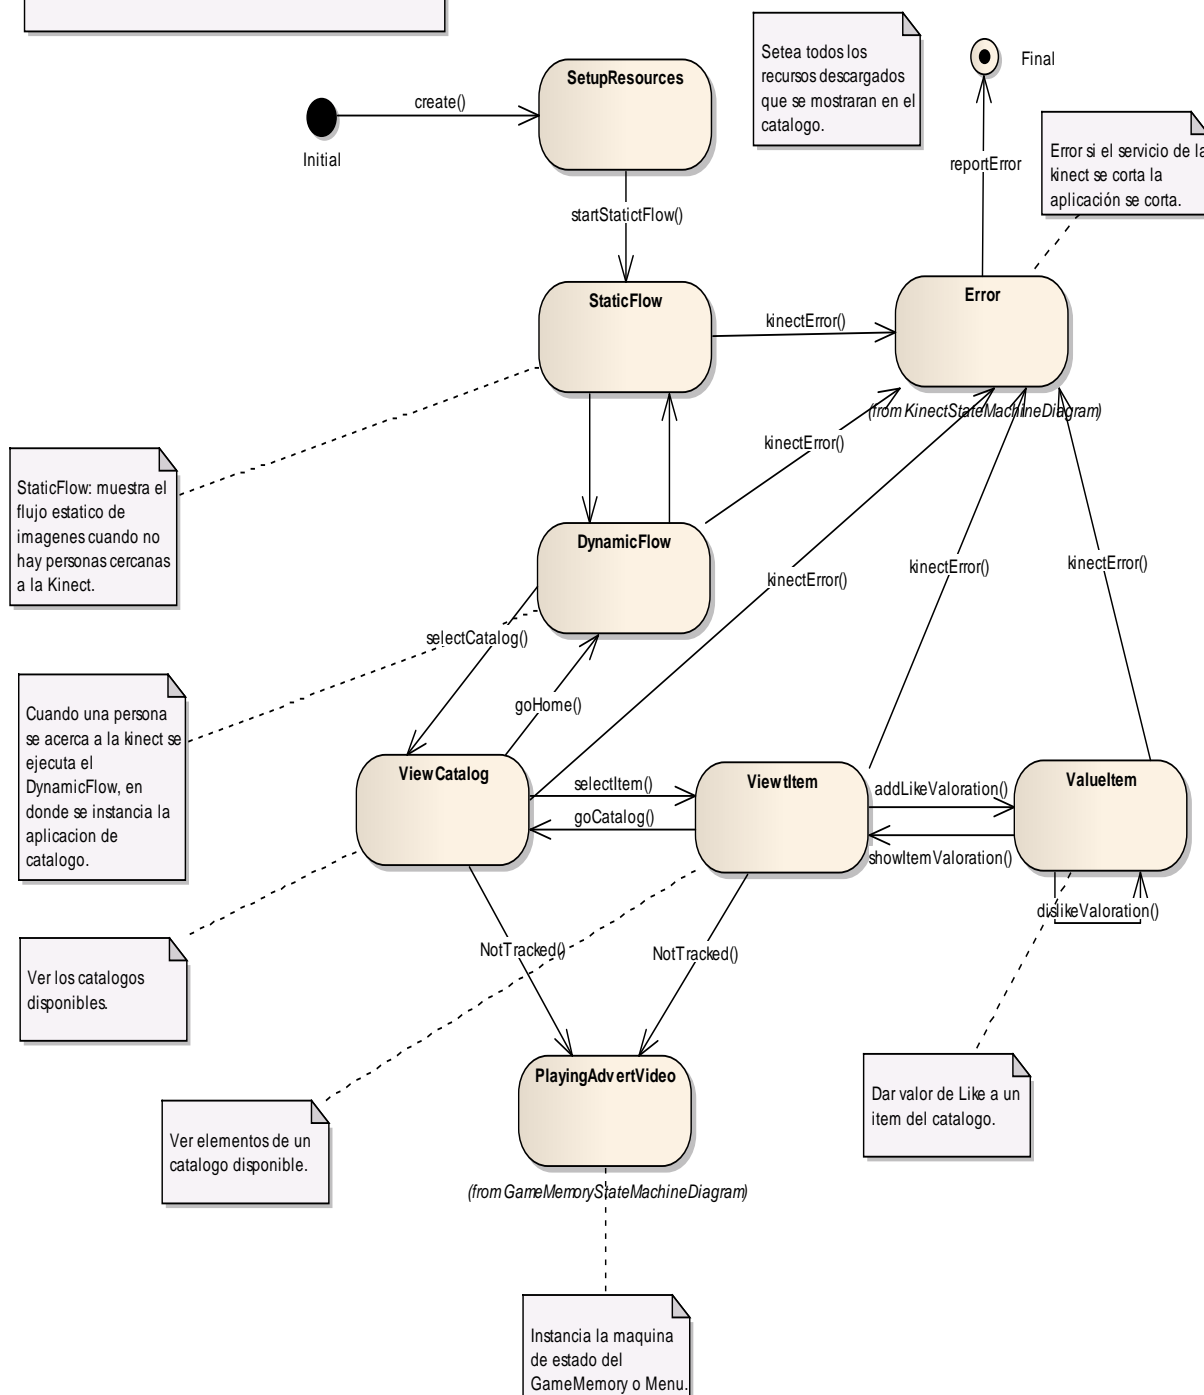 Setea todos los
recursos descargados
que se mostraran en el
catalogo.
Final
SetupResources
create()
Initial
reportError
Error si el servicio de la
kinect se corta la
aplicación se corta.
startStatictFlow()
StaticFlow
kinectError()
Error
(from KinectStateMachineDiagram)
kinectError()
StaticFlow: muestra el
flujo estatico de
imagenes cuando no
hay personas cercanas
a la Kinect.
DynamicFlow
kinectError()
kinectError()
kinectError()
selectCatalog()
goHome()
Cuando una persona
se acerca a la kinect se
ejecuta el
DynamicFlow, en
donde se instancia la
aplicacion de
catalogo.
ViewCatalog
selectItem()
goCatalog()
ViewtItem
addLikeValoration()
showItemValoration()
ValueItem
dislikeValoration()
NotTracked()
NotTracked()
Ver los catalogos
disponibles.
PlayingAdvertVideo
(from GameMemoryStateMachineDiagram)
Dar valor de Like a un
item del catalogo.
Ver elementos de un
catalogo disponible.
Instancia la maquina
de estado del
GameMemory o Menu.